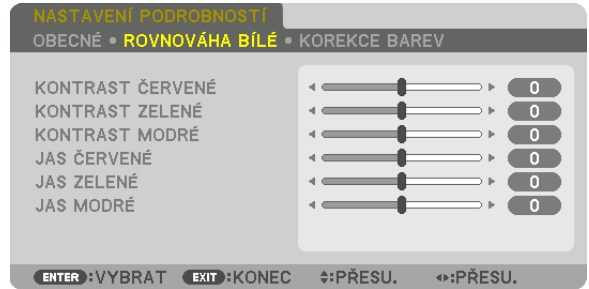 NASTAVENÍ PODROBNOSTÍ
OBECNÉ • ROVNOVÁHA BÍLÉ • KOREKCE BAREV
KONTRAST ČERVENÉ 0
KONTRAST ZELENÉ 0
KONTRAST MODRÉ 0
JAS ČERVENÉ 0
JAS ZELENÉ 0
JAS MODRÉ 0
ENTER:VYBRAT EXIT:KONEC :PŘESU. :PŘESU.